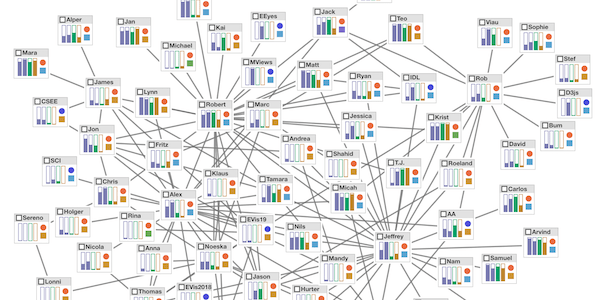 Jack
Teo
Alper
Jan
EEyes
Viau
Sophie
Kai
Mara
Michael
MViews
Matt
Stef
James
Lynn
Ryan
IDL
Rob
D3js
CSEE
Robert
Marc
Jessica
Krist
Bum
Jon
Fritz
Andrea
David
SCI
Shahid
T.J.
Roeland
Chris
Klaus
Tamara
Micah
Carlos
Alex
Sereno
Holger
Rina
EVis19
AA
Nils
Jeffrey
Arvind
Nicola
Anna
Noeska
Mandy
Nam
Samuel
Lonni
Jason
Thomas
EVis2018
Hurter